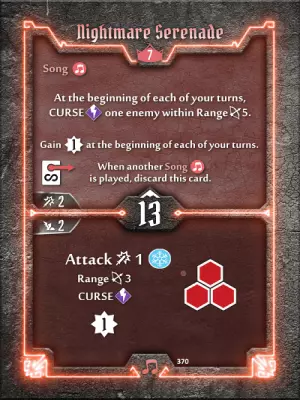 Nightmare Serenade
7
Song
At the beginning of each of your turns,
CURSE one enemy within Range 5.
Gain 1 at the beginning of each of your turns.
When another Song
is played, discard this card.
2
13
2
Attack 1
Range 3
CURSE
1
370